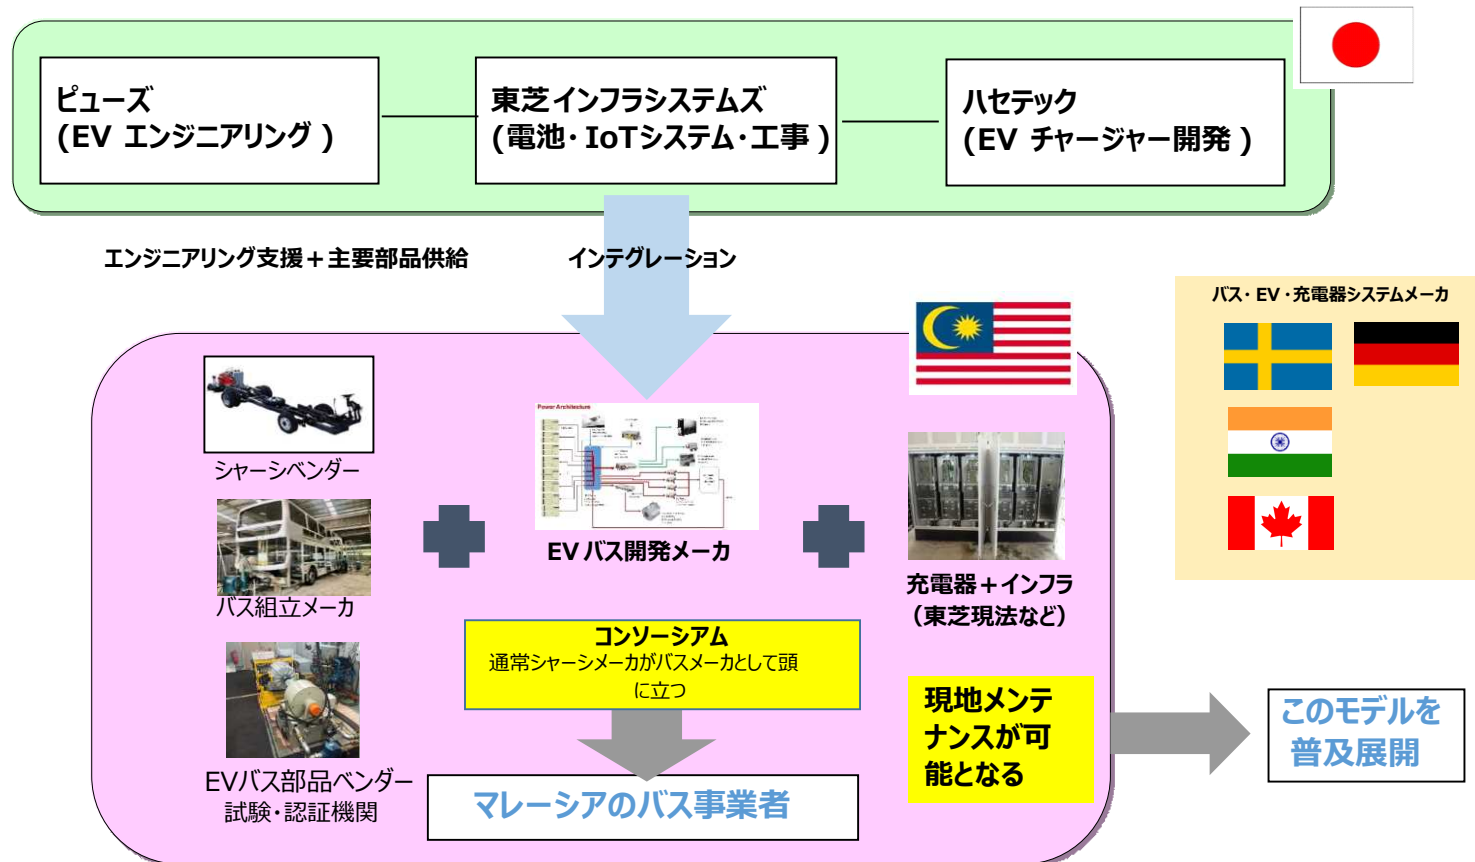 ピューズ
(EV エンジニアリング )
東芝インフラシステムズ
(電池・IoTシステム・工事 )
ハセテック
(EV チャージャー開発 )
エンジニアリング支援＋主要部品供給
インテグレーション
バス・EV・充電器システムメーカ
シャーシベンダー
バス組立メーカ
EVバス部品ベンダー
試験・認証機関
Power Architecture
EV バス開発メーカ
充電器＋インフラ
（東芝現法など）
コンソーシアム
通常シャーシメーカがバスメーカとして頭
に立つ
マレーシアのバス事業者
現地メンテ
ナンスが可
能となる
このモデルを
普及展開